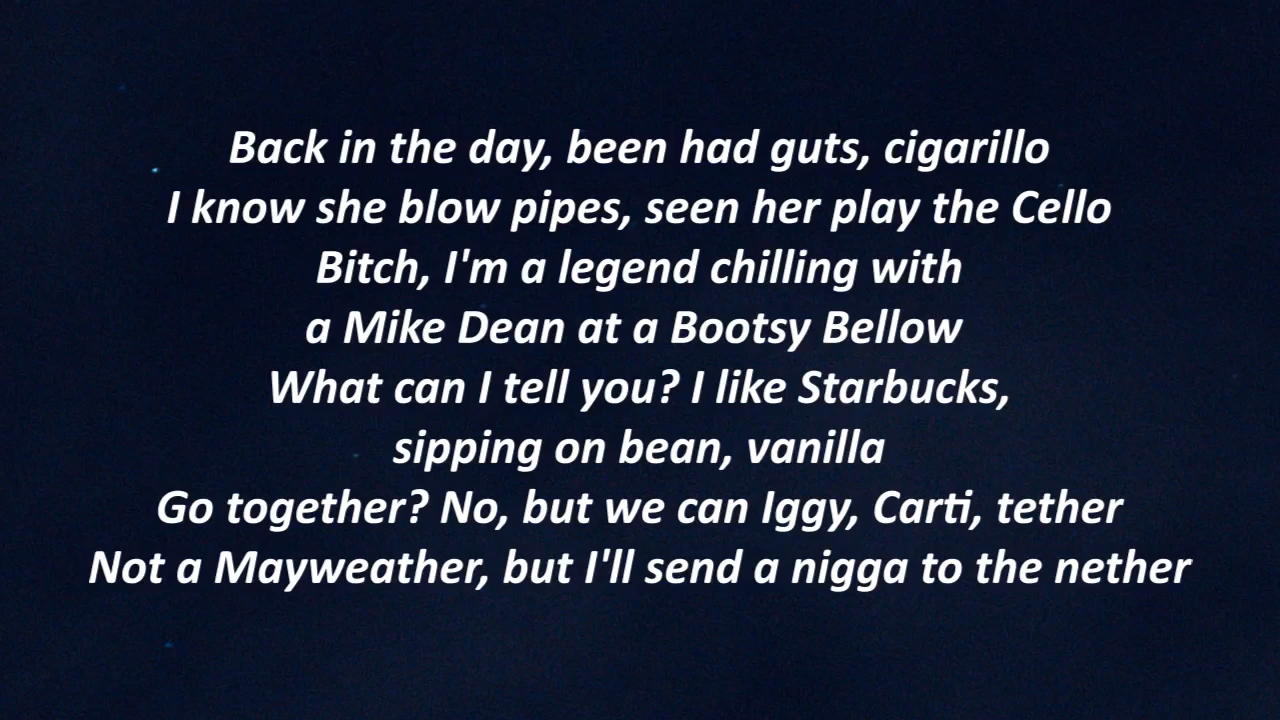 Back in the day, been had guts, cigarillo
I know she blow pipes, seen her play the Cello
Bitch, I'm a legend chilling with
a Mike Dean at a Bootsy Bellow
What can I tell you? I like Starbucks,
sipping on bean, vanilla
Go together? No, but we can Iggy, Carti, tether
Not a Mayweather, but I'll send a nigga to the nether